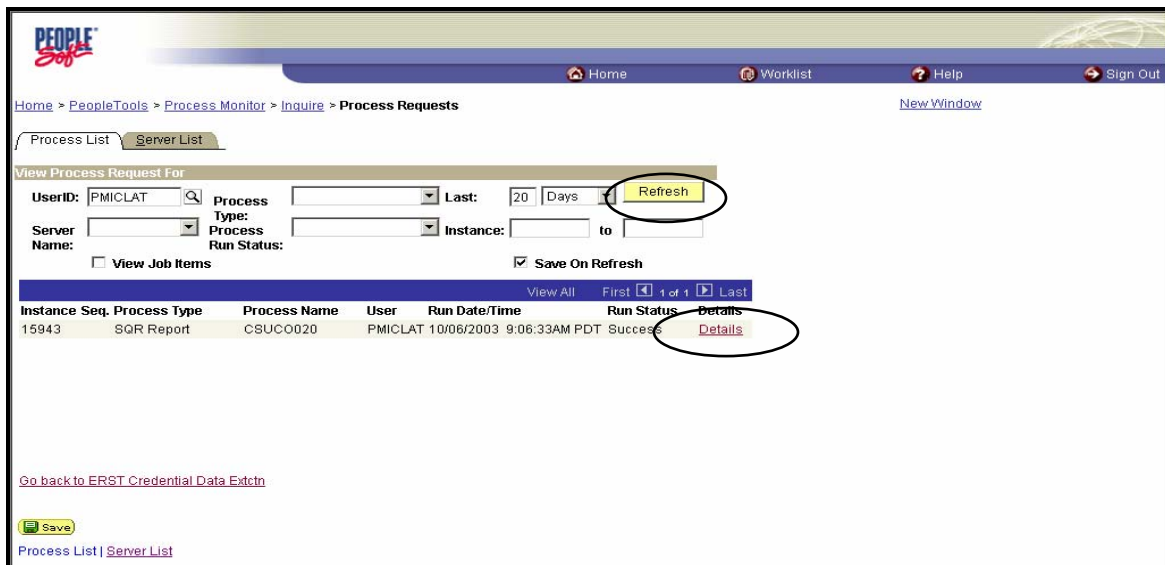 PEOPLE
Soft
Home Worklist Help Sign Out
Home > PeopleTools > Process Monitor > Inquire > Process Requests
New Window
Process List Server List
View Process Request For
UserID: PMICLAT Process Type: Last: 20 Days Refresh
Server Name: Process Run Status: Instance: to
View Job Items Save On Refresh
View All First 1 of 1 Last
Instance Seq. Process Type Process Name User Run Date/Time Run Status Details
15943 SQR Report CSUCO020 PMICLAT 10/06/2003 9:06:33AM PDT Success Details
Go back to ERST Credential Data Extctn
Save
Process List | Server List